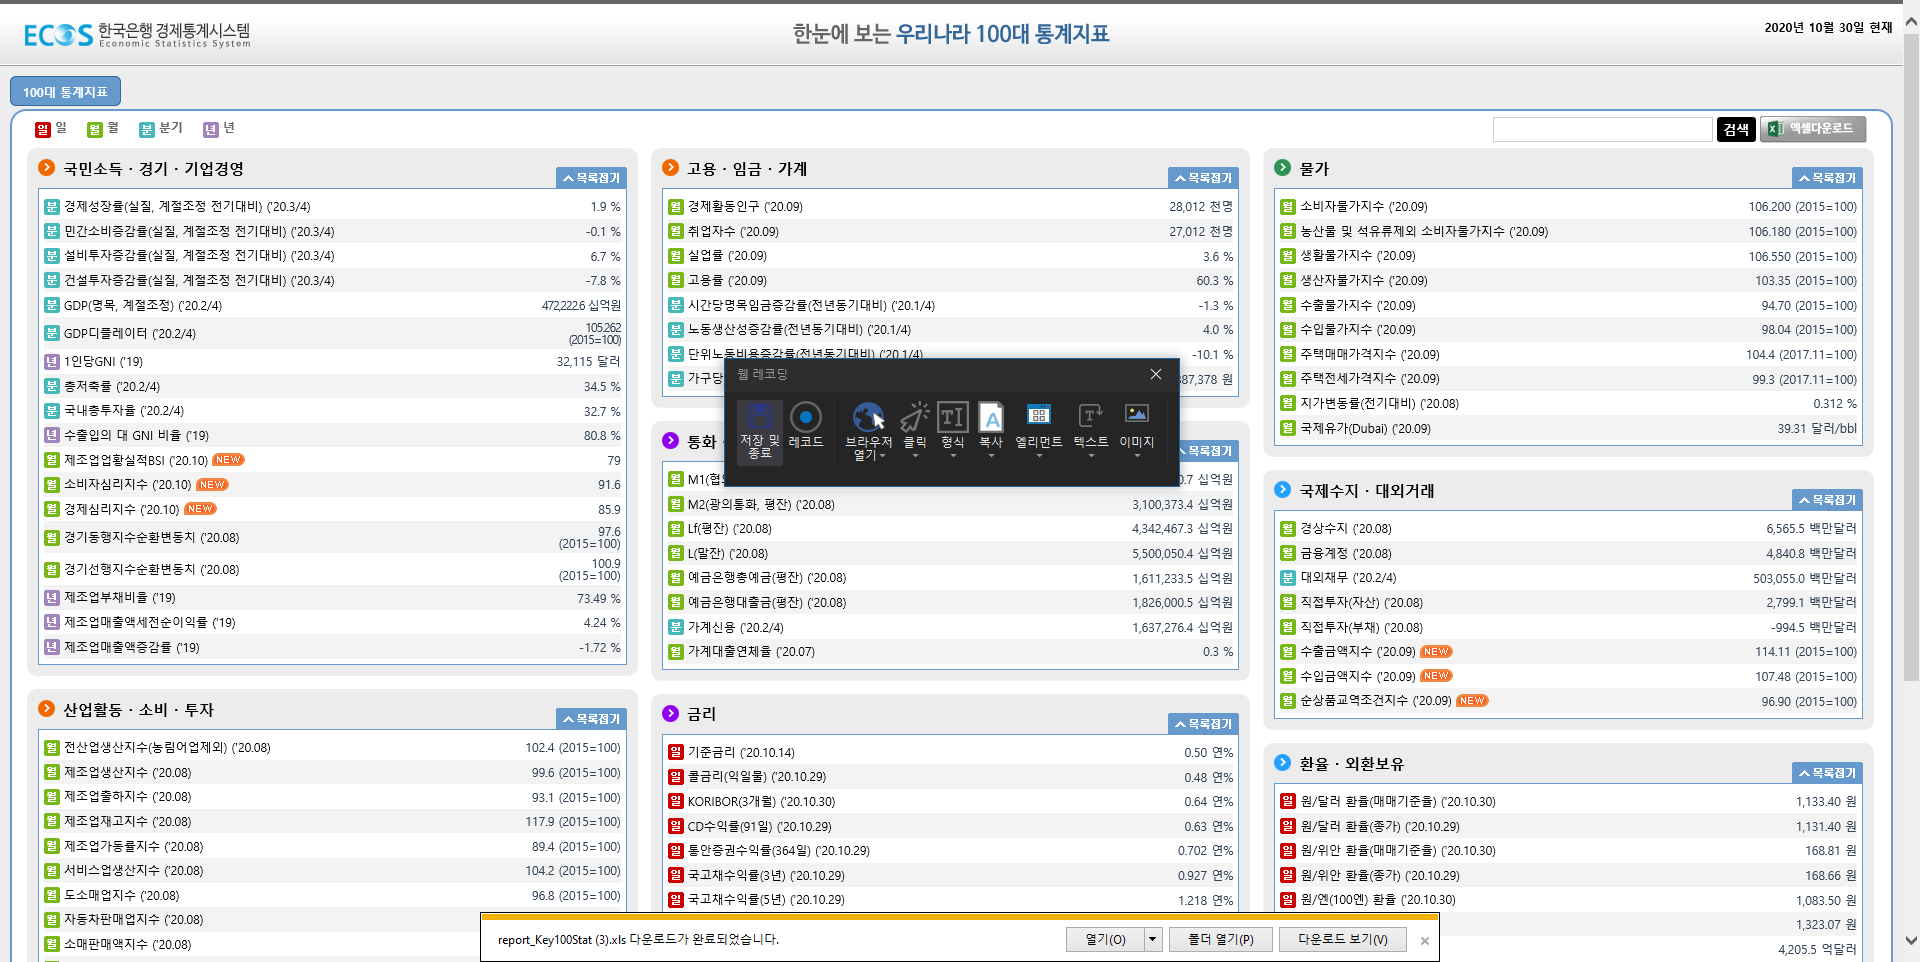 ECOS 한국은행 경제통계시스템
Economic Statistics System
한눈에 보는 우리나라 100대 통계지표
2020년 10월 30일 현재
100대 통계지표
일 일 월 월 분 분기 년 년
검색 엑셀다운로드
국민소득 · 경기 · 기업경영
목록접기
분 경제성장률(실질, 계절조정 전기대비) ('20.3/4) 1.9 %
분 민간소비증감률(실질, 계절조정 전기대비) ('20.3/4) -0.1 %
분 설비투자증감률(실질, 계절조정 전기대비) ('20.3/4) 6.7 %
분 건설투자증감률(실질, 계절조정 전기대비) ('20.3/4) -7.8 %
분 GDP(명목, 계절조정) ('20.2/4) 472,222.6 십억원
분 GDP디플레이터 ('20.2/4) 105.262
(2015=100)
년 1인당GNI ('19) 32,115 달러
분 총저축률 ('20.2/4) 34.5 %
분 국내총투자율 ('20.2/4) 32.7 %
년 수출입의 대 GNI 비율 ('19) 80.8 %
월 제조업업황실적BSI ('20.10) NEW 79
월 소비자심리지수 ('20.10) NEW 91.6
월 경제심리지수 ('20.10) NEW 85.9
월 경기동행지수순환변동치 ('20.08) 97.6
(2015=100)
월 경기선행지수순환변동치 ('20.08) 100.9
(2015=100)
년 제조업부채비율 ('19) 73.49 %
년 제조업매출액세전순이익률 ('19) 4.24 %
년 제조업매출액증감률 ('19) -1.72 %
산업활동 · 소비 · 투자
목록접기
월 전산업생산지수(농림어업제외) ('20.08) 102.4 (2015=100)
월 제조업생산지수 ('20.08) 99.6 (2015=100)
월 제조업출하지수 ('20.08) 93.1 (2015=100)
월 제조업재고지수 ('20.08) 117.9 (2015=100)
월 제조업가동률지수 ('20.08) 89.4 (2015=100)
월 서비스업생산지수 ('20.08) 104.2 (2015=100)
월 도소매업지수 ('20.08) 96.8 (2015=100)
월 자동차판매업지수 ('20.08)
월 소매판매액지수 ('20.08)
고용 · 임금 · 가계
목록접기
월 경제활동인구 ('20.09) 28,012 천명
월 취업자수 ('20.09) 27,012 천명
월 실업률 ('20.09) 3.6 %
월 고용률 ('20.09) 60.3 %
분 시간당명목임금증감률(전년동기대비) ('20.1/4) -1.3 %
분 노동생산성증감률(전년동기대비) ('20.1/4) 4.0 %
분 단위노동비용증감률(전년동기대비) ('20.1/4) -10.1 %
분 가구당 387,378 원
웹 레코딩
저장 및 종료
레코드
브라우저 열기
클릭
형식
복사
엘리먼트
텍스트
이미지
통화
목록접기
월 M1(협 0.7 십억원
월 M2(광의통화, 평잔) ('20.08) 3,100,373.4 십억원
월 Lf(평잔) ('20.08) 4,342,467.3 십억원
월 L(말잔) ('20.08) 5,500,050.4 십억원
월 예금은행총예금(평잔) ('20.08) 1,611,233.5 십억원
월 예금은행대출금(평잔) ('20.08) 1,826,000.5 십억원
분 가계신용 ('20.2/4) 1,637,276.4 십억원
월 가계대출연체율 ('20.07) 0.3 %
금리
목록접기
일 기준금리 ('20.10.14) 0.50 연%
일 콜금리(익일물) ('20.10.29) 0.48 연%
일 KORIBOR(3개월) ('20.10.30) 0.64 연%
일 CD수익률(91일) ('20.10.29) 0.63 연%
일 통안증권수익률(364일) ('20.10.29) 0.702 연%
일 국고채수익률(3년) ('20.10.29) 0.927 연%
일 국고채수익률(5년) ('20.10.29) 1.218 연%
물가
목록접기
월 소비자물가지수 ('20.09) 106.200 (2015=100)
월 농산물 및 석유류제외 소비자물가지수 ('20.09) 106.180 (2015=100)
월 생활물가지수 ('20.09) 106.550 (2015=100)
월 생산자물가지수 ('20.09) 103.35 (2015=100)
월 수출물가지수 ('20.09) 94.70 (2015=100)
월 수입물가지수 ('20.09) 98.04 (2015=100)
월 주택매매가격지수 ('20.09) 104.4 (2017.11=100)
월 주택전세가격지수 ('20.09) 99.3 (2017.11=100)
월 지가변동률(전기대비) ('20.08) 0.312 %
월 국제유가(Dubai) ('20.09) 39.31 달러/bbl
국제수지 · 대외거래
목록접기
월 경상수지 ('20.08) 6,565.5 백만달러
월 금융계정 ('20.08) 4,840.8 백만달러
분 대외채무 ('20.2/4) 503,055.0 백만달러
월 직접투자(자산) ('20.08) 2,799.1 백만달러
월 직접투자(부채) ('20.08) -994.5 백만달러
월 수출금액지수 ('20.09) NEW 114.11 (2015=100)
월 수입금액지수 ('20.09) NEW 107.48 (2015=100)
월 순상품교역조건지수 ('20.09) NEW 96.90 (2015=100)
환율 · 외환보유
목록접기
일 원/달러 환율(매매기준율) ('20.10.30) 1,133.40 원
일 원/달러 환율(종가) ('20.10.29) 1,131.40 원
일 원/위안 환율(매매기준율) ('20.10.30) 168.81 원
일 원/위안 환율(종가) ('20.10.29) 168.66 원
일 원/엔(100엔) 환율 ('20.10.30) 1,083.50 원
1,323.07 원
4,205.5 억달러
report_Key100Stat (3).xls 다운로드가 완료되었습니다.
열기(O) 폴더 열기(P) 다운로드 보기(V)